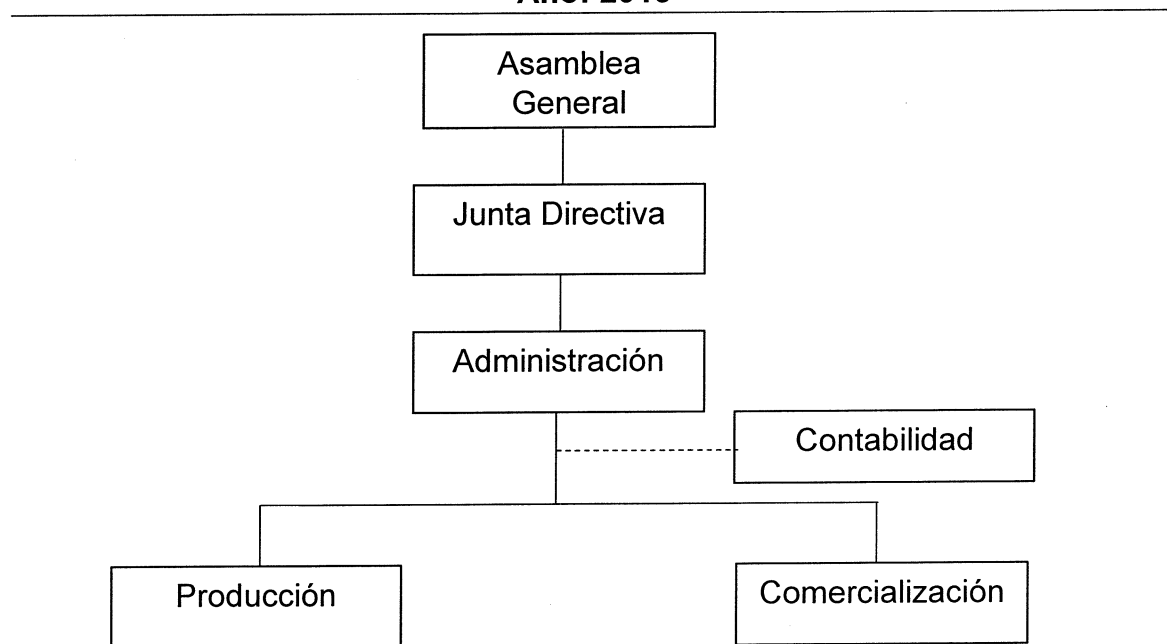 Asamblea
General
Junta Directiva
Administración
Contabilidad
Producción
Comercialización